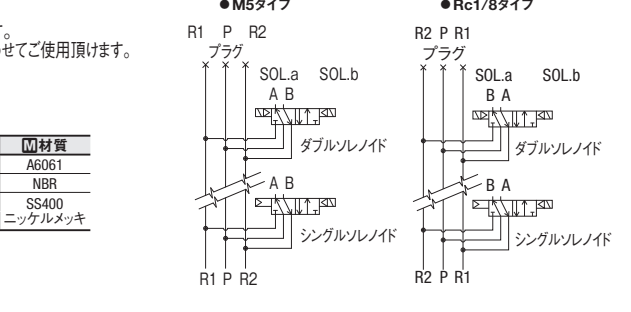 す。
わせてご使用頂けます。
M材質
A6061
NBR
SS400
ニッケルメッキ
●M5タイプ
R1 P R2
プラグ
SOL.a SOL.b
A B
ダブルソレノイド
A B
シングルソレノイド
R1 P R2
●Rc1/8タイプ
R2 P R1
プラグ
SOL.a SOL.b
B A
ダブルソレノイド
B A
シングルソレノイド
R2 P R1